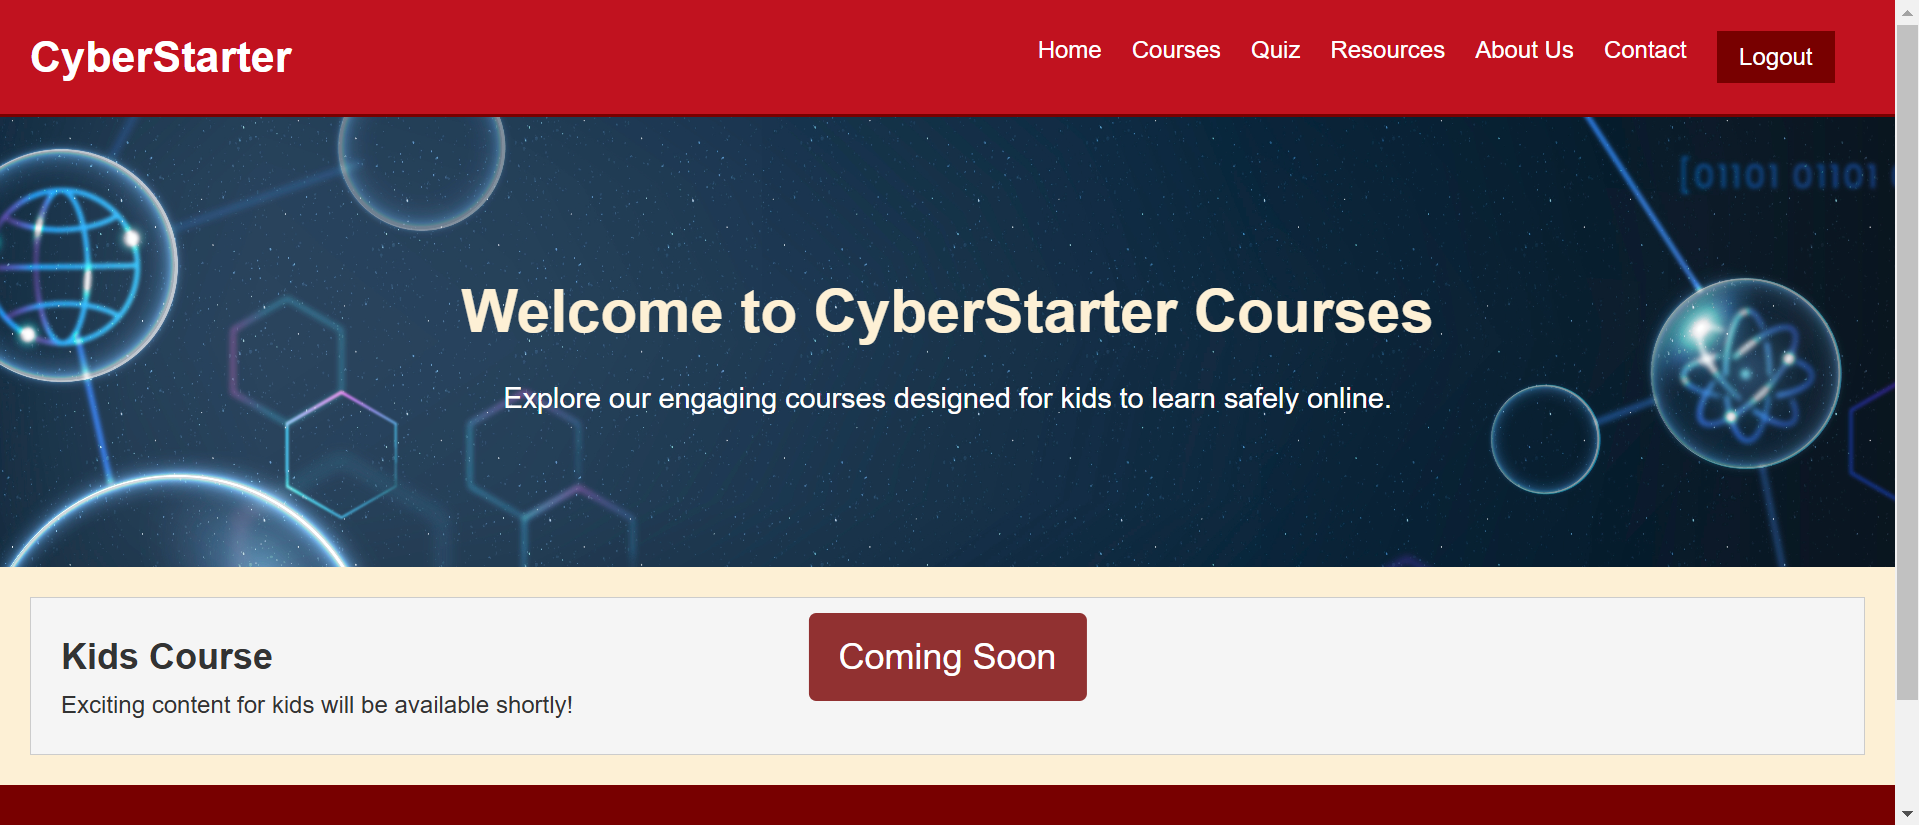 CyberStarter
Home Courses Quiz Resources About Us Contact Logout
[01101 01101
Welcome to CyberStarter Courses
Explore our engaging courses designed for kids to learn safely online.
Kids Course
Coming Soon
Exciting content for kids will be available shortly!